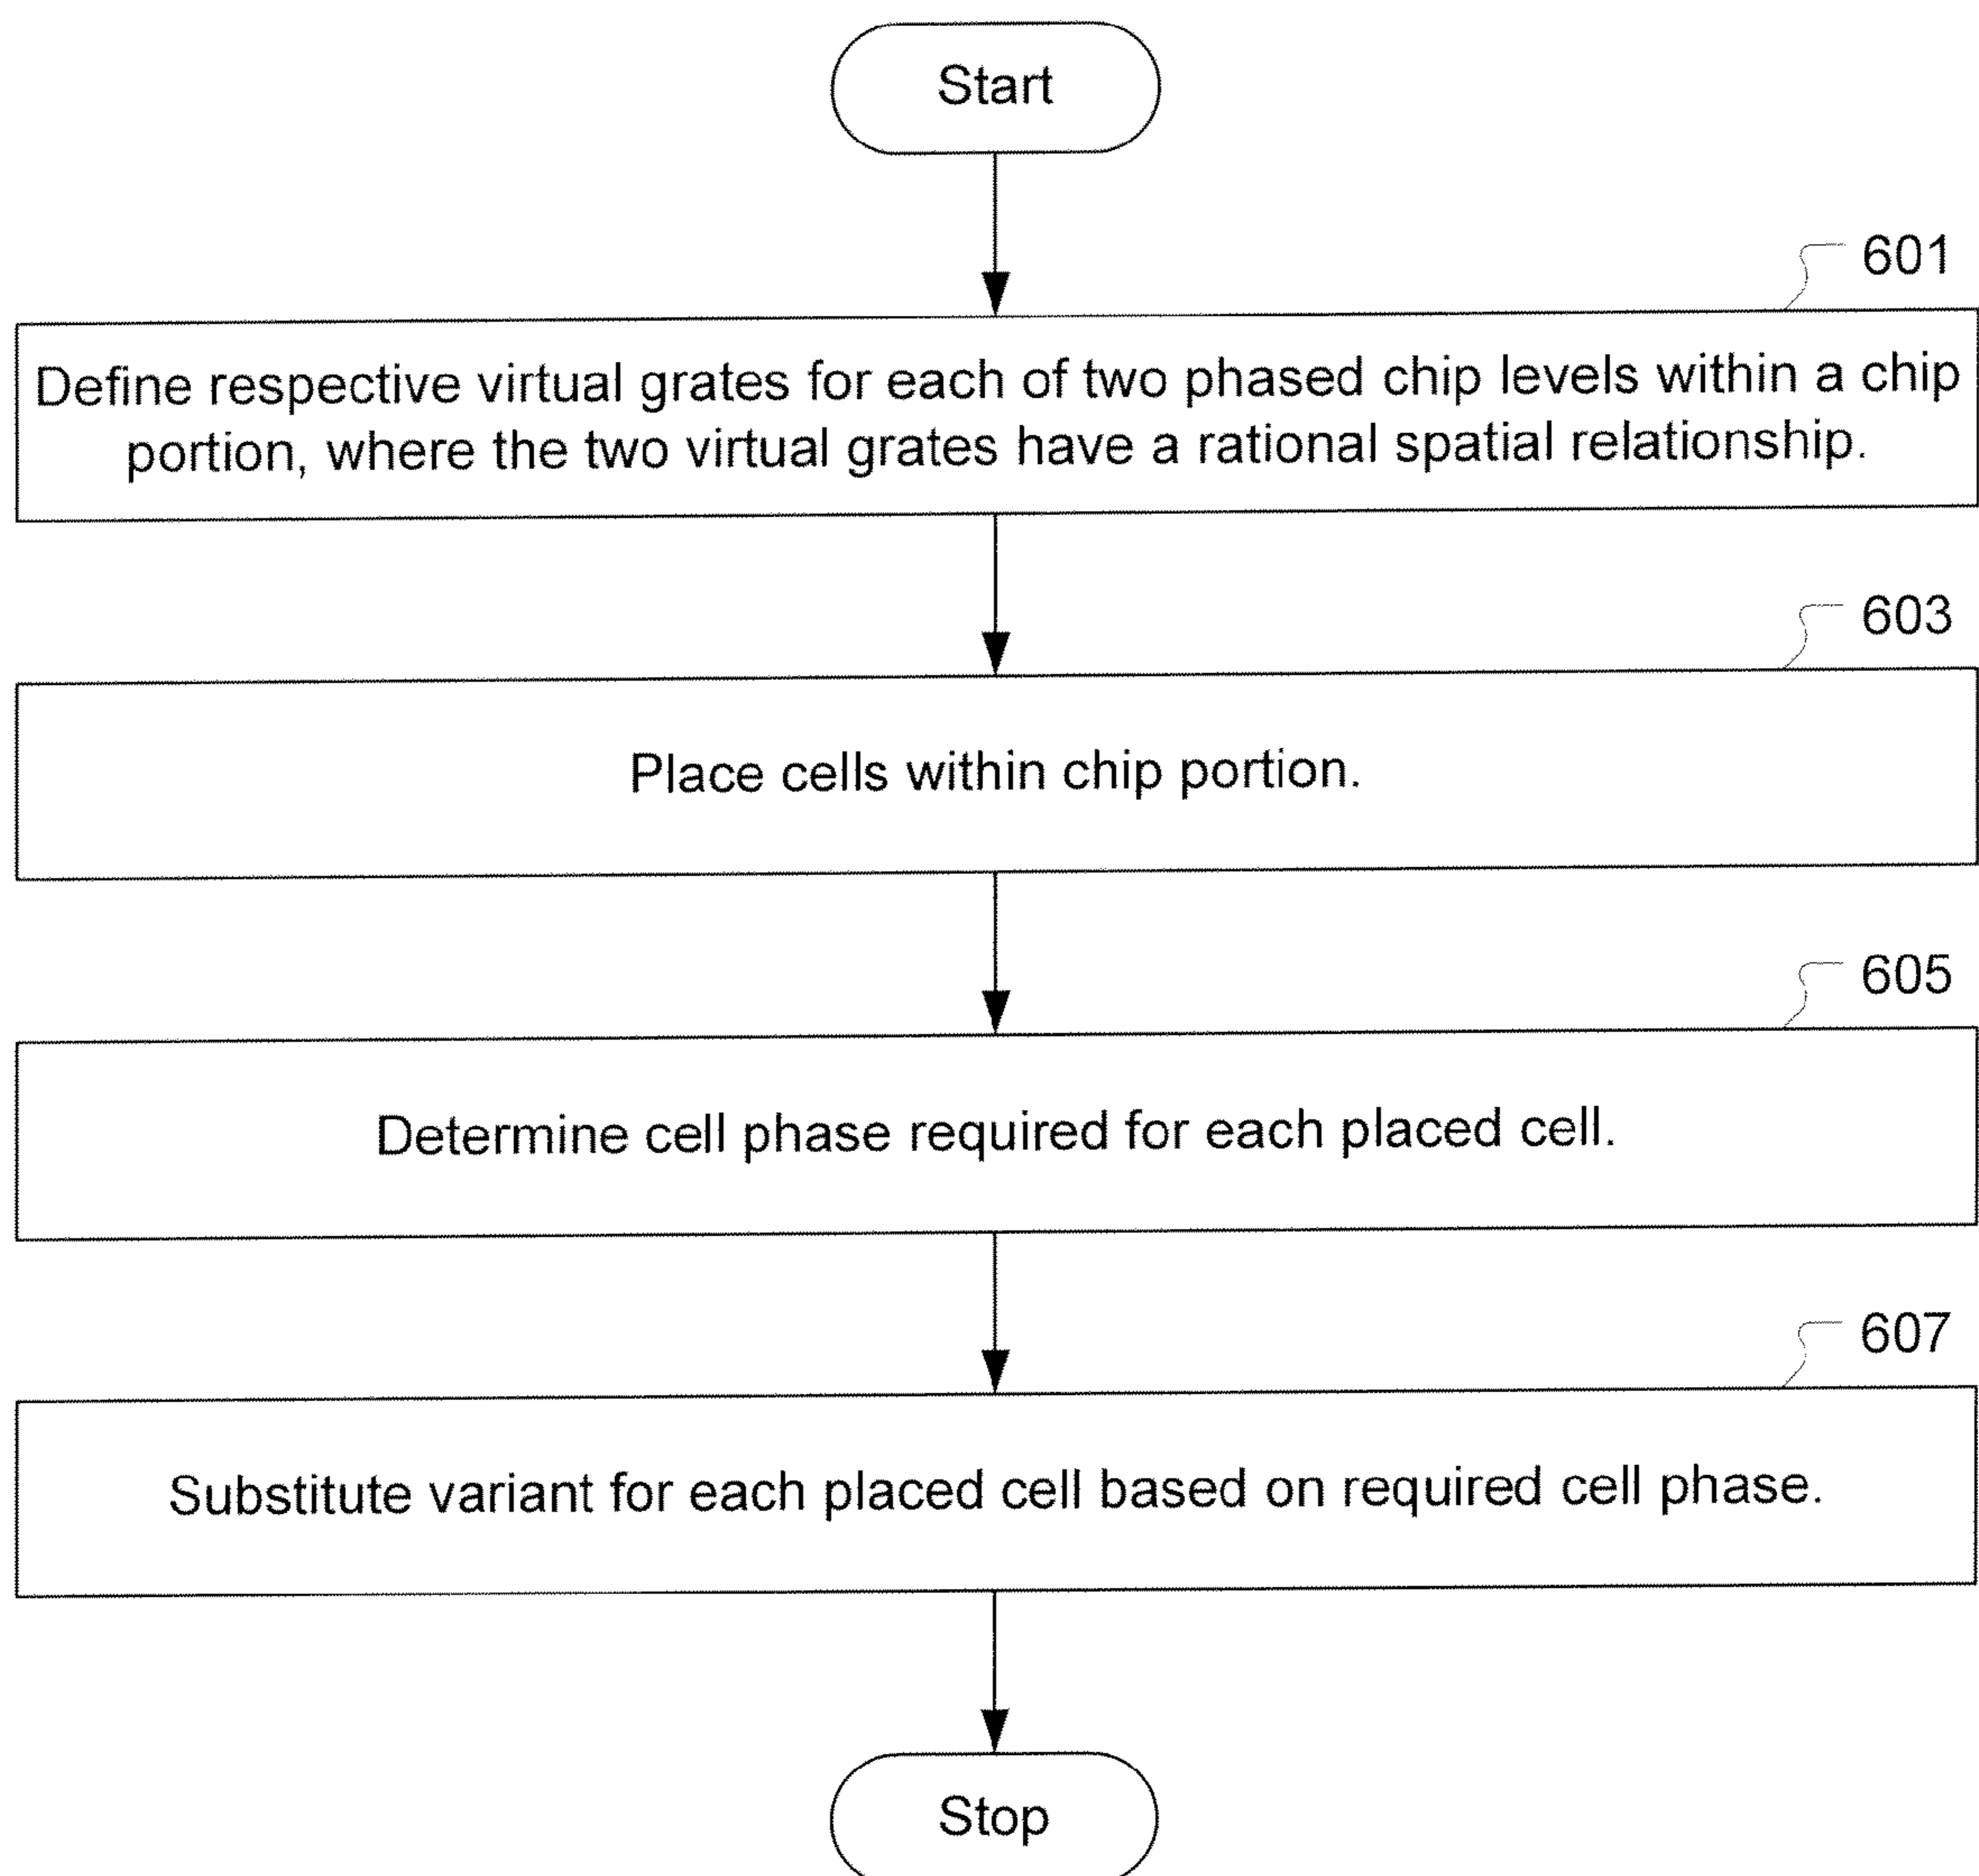 Start
601
Define respective virtual grates for each of two phased chip levels within a chip
portion, where the two virtual grates have a rational spatial relationship.
603
Place cells within chip portion.
605
Determine cell phase required for each placed cell.
607
Substitute variant for each placed cell based on required cell phase.
Stop